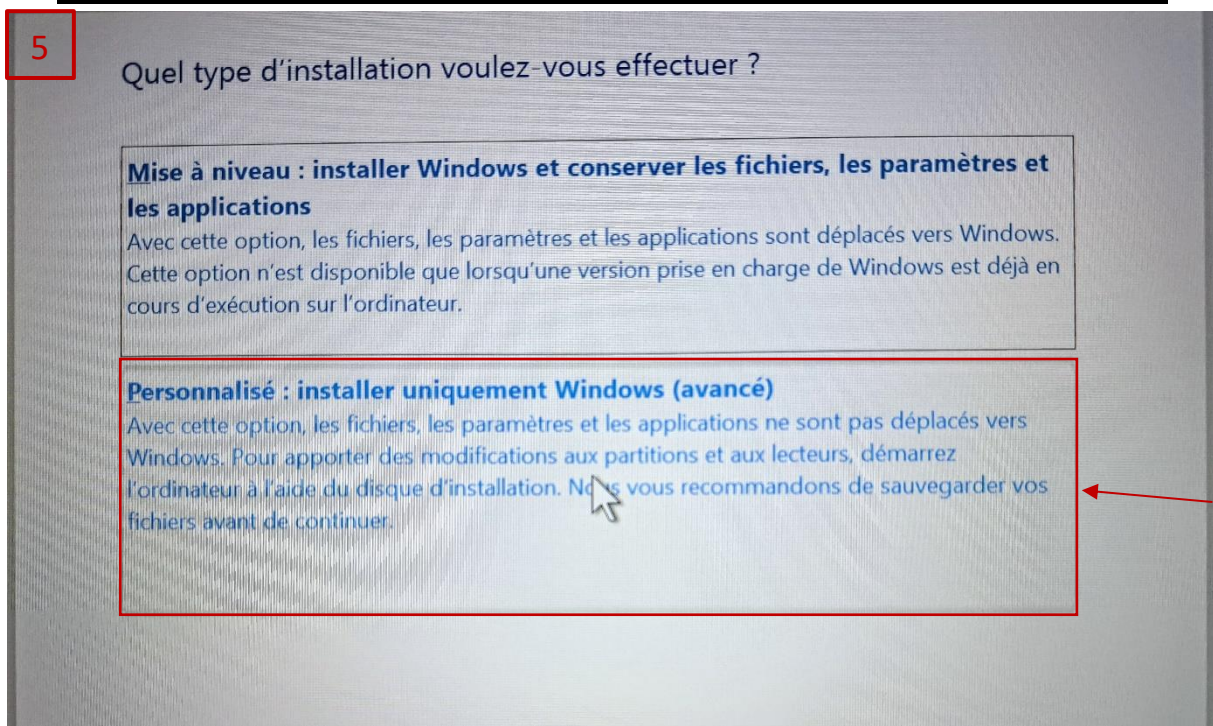 5
Quel type d'installation voulez-vous effectuer ?
Mise à niveau : installer Windows et conserver les fichiers, les paramètres et
les applications
Avec cette option, les fichiers, les paramètres et les applications sont déplacés vers Windows.
Cette option n'est disponible que lorsqu'une version prise en charge de Windows est déjà en
cours d'exécution sur l'ordinateur.
Personnalisé : installer uniquement Windows (avancé)
Avec cette option, les fichiers, les paramètres et les applications ne sont pas déplacés vers
Windows. Pour apporter des modifications aux partitions et aux lecteurs, démarrez
l'ordinateur à l'aide du disque d'installation. Nous vous recommandons de sauvegarder vos
fichiers avant de continuer.